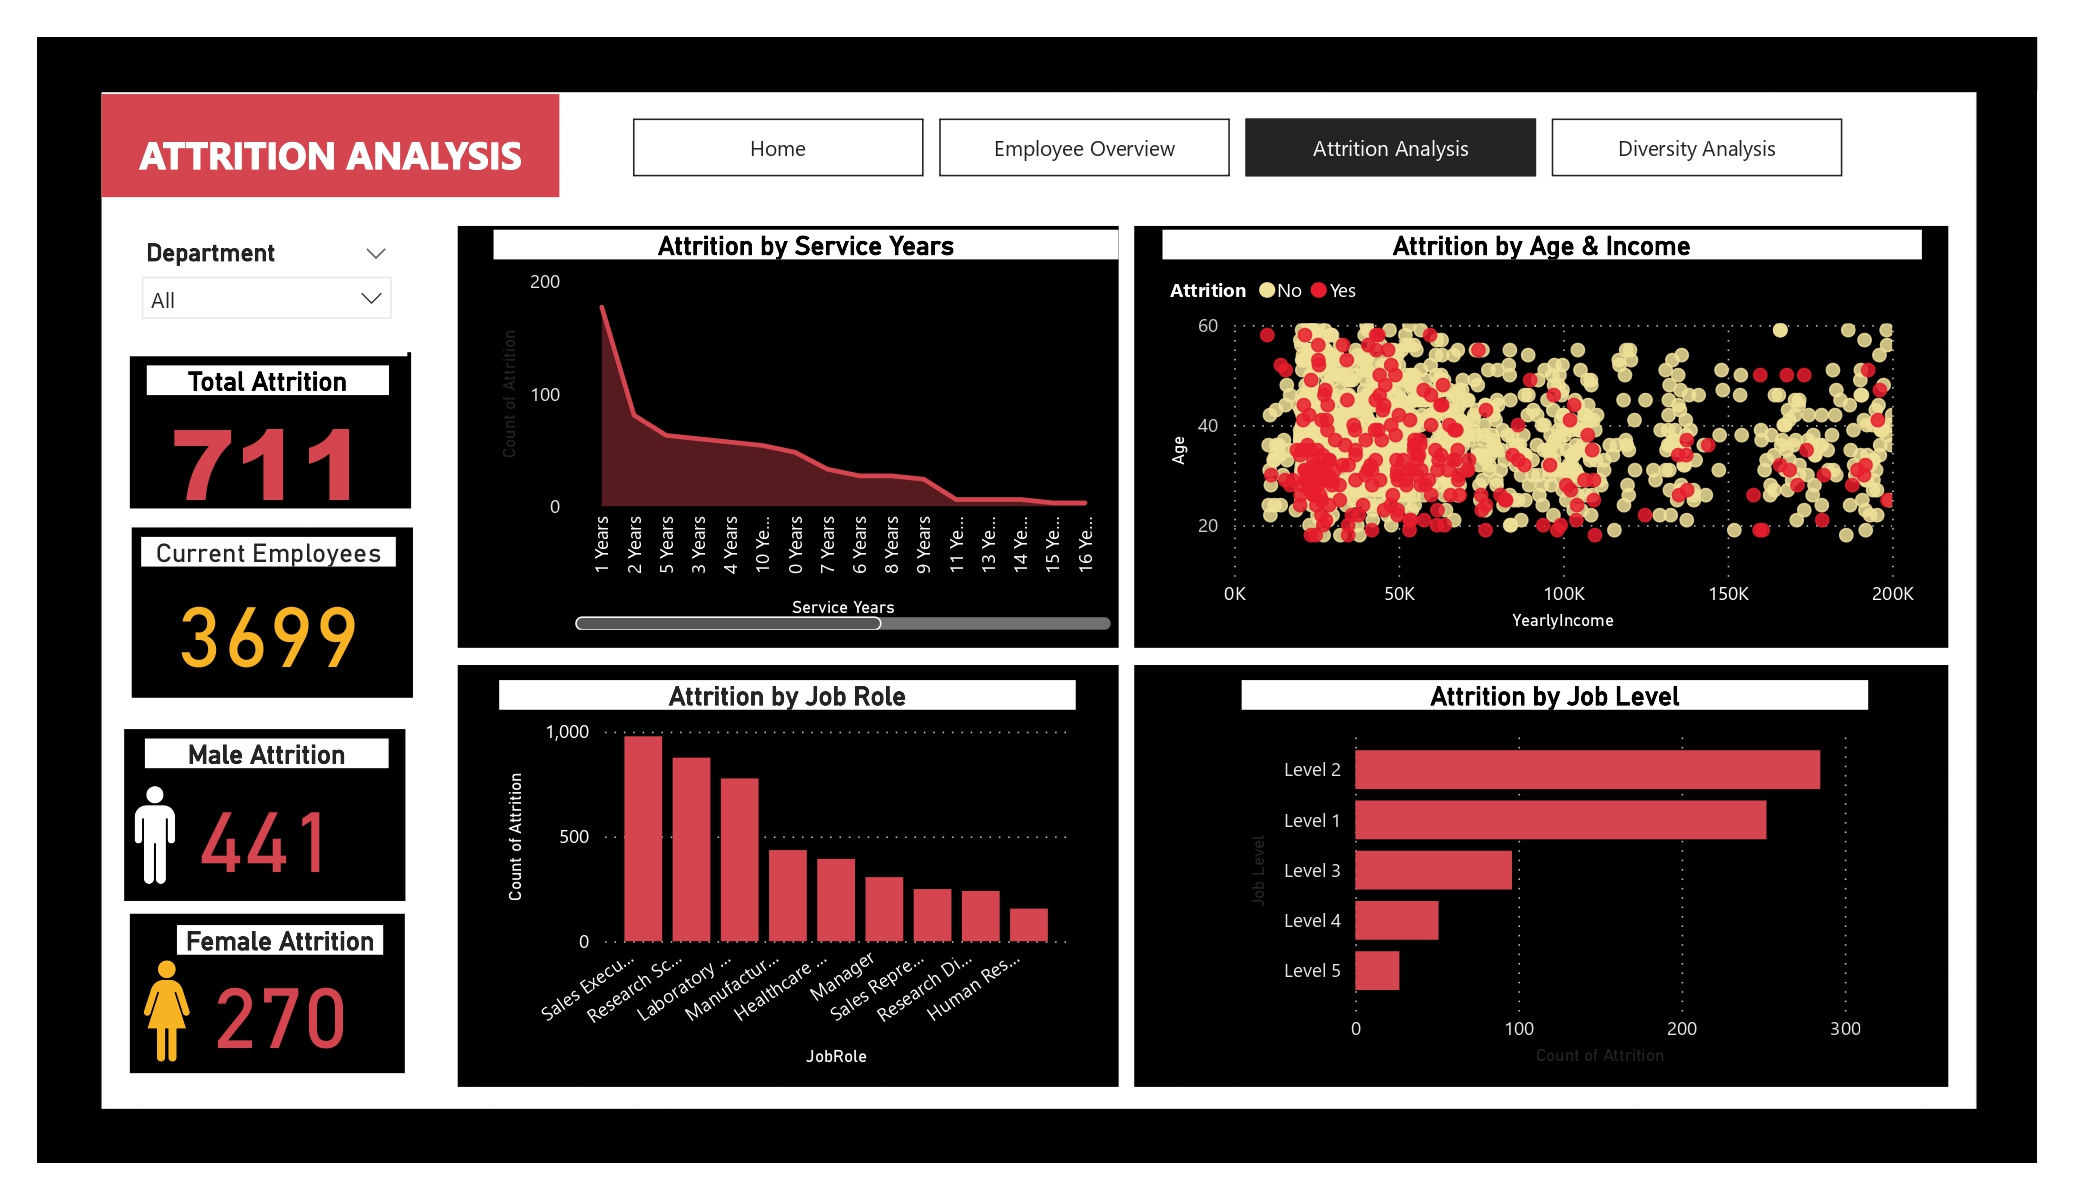 ATTRITION ANALYSIS
Home
Employee Overview
Attrition Analysis
Diversity Analysis
Department
All
Total Attrition
711
Current Employees
3699
Male Attrition
441
Female Attrition
270
Attrition by Service Years
Count of Attrition
200
100
0
1 Years
2 Years
5 Years
3 Years
4 Years
10 Ye...
0 Years
7 Years
6 Years
8 Years
9 Years
11 Ye...
13 Ye...
14 Ye...
15 Ye...
16 Ye...
Service Years
Attrition by Age & Income
Attrition No Yes
Age
60
40
20
0K
50K
100K
150K
200K
YearlyIncome
Attrition by Job Role
Count of Attrition
1,000
500
0
Sales Execu...
Research Sc...
Laboratory ...
Manufactur...
Healthcare ...
Manager
Sales Repre...
Research Di...
Human Res...
JobRole
Attrition by Job Level
Job Level
Level 2
Level 1
Level 3
Level 4
Level 5
0
100
200
300
Count of Attrition